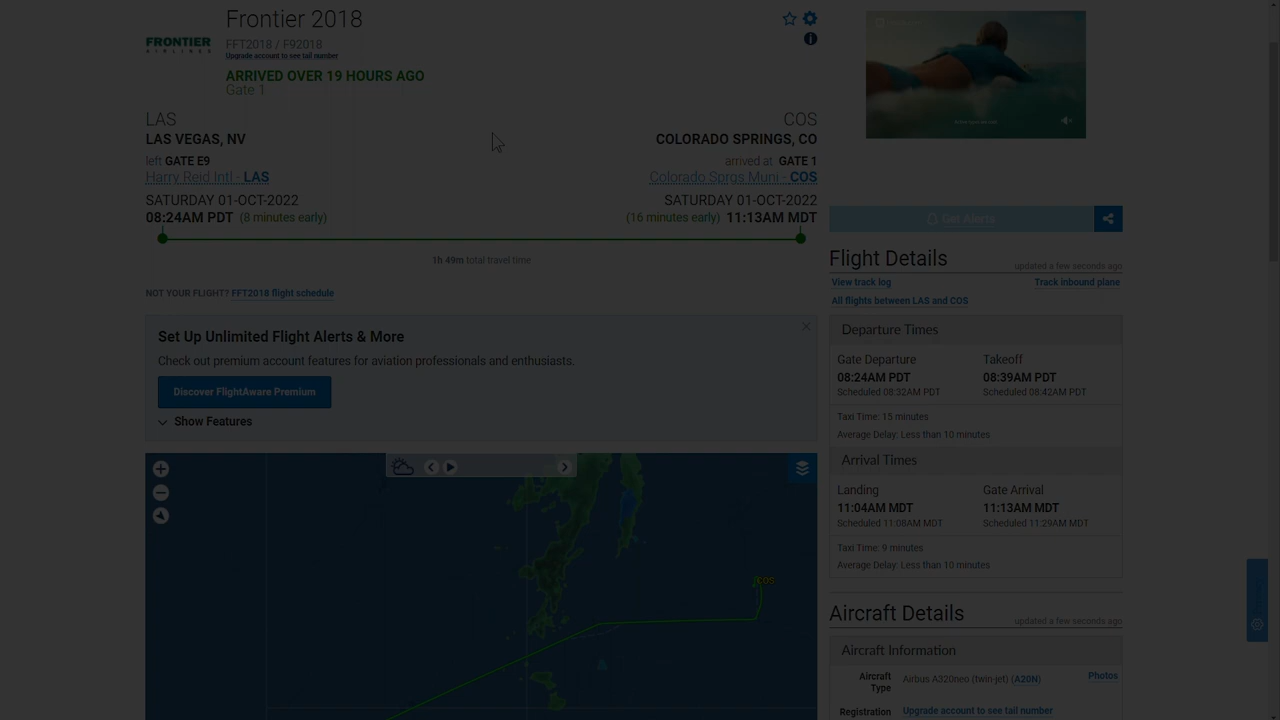 Frontier 2018
FRONTIER
AIRLINES
FFT2018 / F92018
Upgrade account to see tail number
ARRIVED OVER 19 HOURS AGO
Gate 1
LAS
COS
LAS VEGAS, NV
COLORADO SPRINGS, CO
left GATE E9
arrived at GATE 1
Harry Reid Intl - LAS
Colorado Sprgs Muni - COS
SATURDAY 01-OCT-2022
SATURDAY 01-OCT-2022
08:24AM PDT (8 minutes early)
(16 minutes early) 11:13AM MDT
1h 49m total travel time
NOT YOUR FLIGHT? FFT2018 flight schedule
Set Up Unlimited Flight Alerts & More
Check out premium account features for aviation professionals and enthusiasts.
Discover FlightAware Premium
Show Features
COS
Get Alerts
Flight Details
updated a few seconds ago
View track log
Track inbound plane
All flights between LAS and COS
Departure Times
Gate Departure
Takeoff
08:24AM PDT
08:39AM PDT
Scheduled 08:32AM PDT
Scheduled 08:42AM PDT
Taxi Time: 15 minutes
Average Delay: Less than 10 minutes
Arrival Times
Landing
Gate Arrival
11:04AM MDT
11:13AM MDT
Scheduled 11:08AM MDT
Scheduled 11:29AM MDT
Taxi Time: 9 minutes
Average Delay: Less than 10 minutes
Aircraft Details
updated a few seconds ago
Aircraft Information
Aircraft Type
Airbus A320neo (twin-jet) (A20N)
Photos
Registration
Upgrade account to see tail number